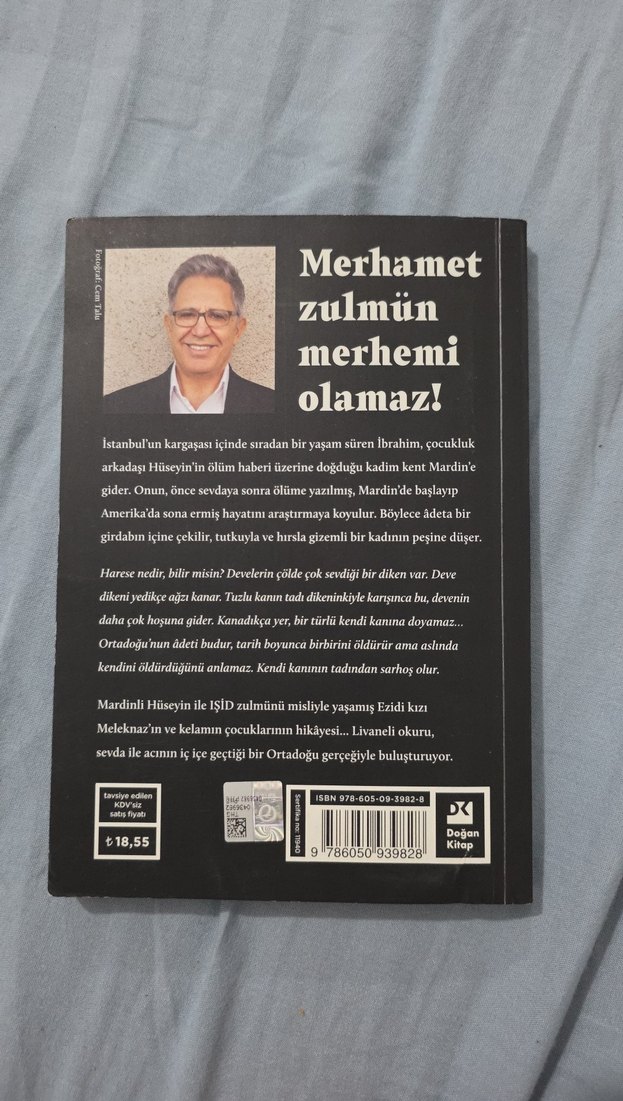 Fotoğraf: Cem Talu
Merhamet
zulmün
merhemi
olamaz!
İstanbul'un kargaşası içinde sıradan bir yaşam süren İbrahim, çocukluk
arkadaşı Hüseyin'in ölüm haberi üzerine doğduğu kadim kent Mardin'e
gider. Onun, önce sevdaya sonra ölüme yazılmış, Mardin'de başlayıp
Amerika'da sona ermiş hayatını araştırmaya koyulur. Böylece âdeta bir
girdabın içine çekilir, tutkuyla ve hırsla gizemli bir kadının peşine düşer.
Harese nedir, bilir misin? Develerin çölde çok sevdiği bir diken var. Deve
dikeni yedikçe ağzı kanar. Tuzlu kanın tadı dikeninkiyle karışınca bu, devenin
daha çok hoşuna gider. Kanadıkça yer, bir türlü kendi kanına doyamaz...
Ortadoğu'nun âdeti budur, tarih boyunca birbirini öldürür ama aslında
kendini öldürdüğünü anlamaz. Kendi kanının tadından sarhoş olur.
Mardinli Hüseyin ile IŞİD zulmünü misliyle yaşamış Ezidi kızı
Meleknaz'ın ve kelamın çocuklarının hikâyesi... Livaneli okuru,
sevda ile acının iç içe geçtiği bir Ortadoğu gerçeğiyle buluşturuyor.
tavsiye edilen
KDV'siz
satış fiyatı
₺ 18,55
Sertifika no: 11940
ISBN 978-605-09-3982-8
9 786050 939828
DK
Doğan
Kitap